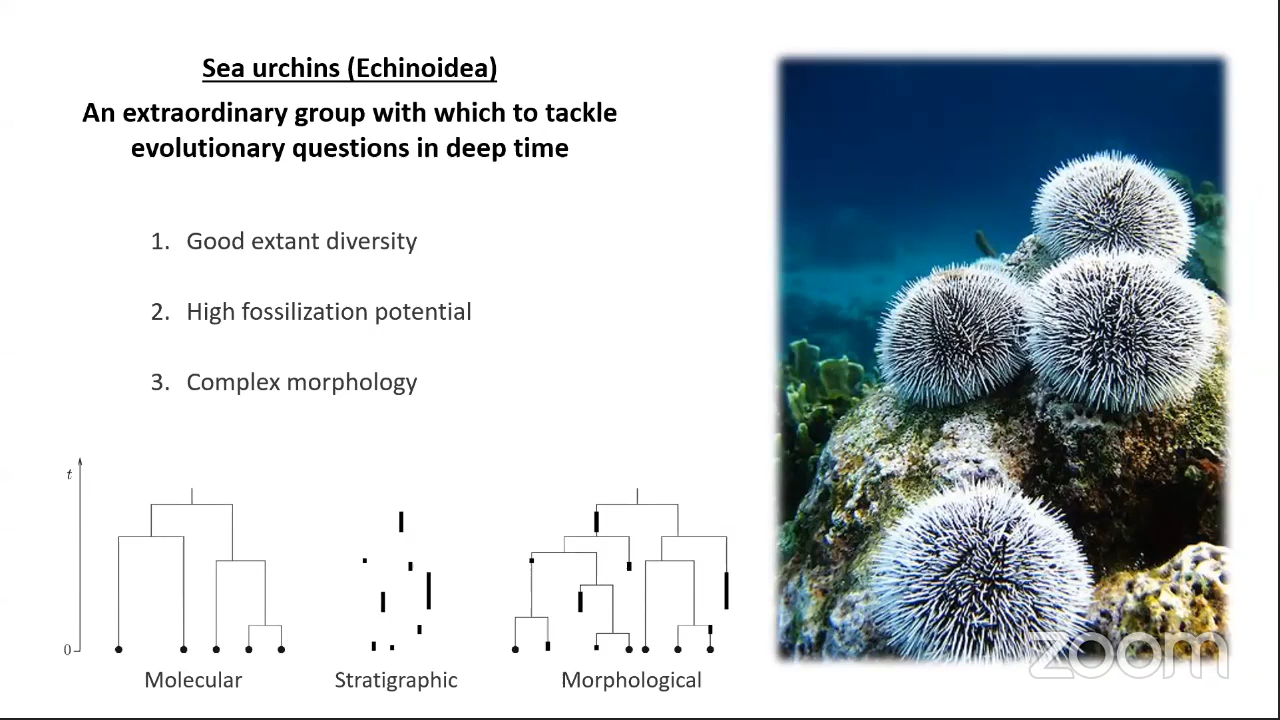 Sea urchins (Echinoidea)
An extraordinary group with which to tackle
evolutionary questions in deep time
1. Good extant diversity
2. High fossilization potential
3. Complex morphology
t
0
Molecular
Stratigraphic
Morphological
zoom